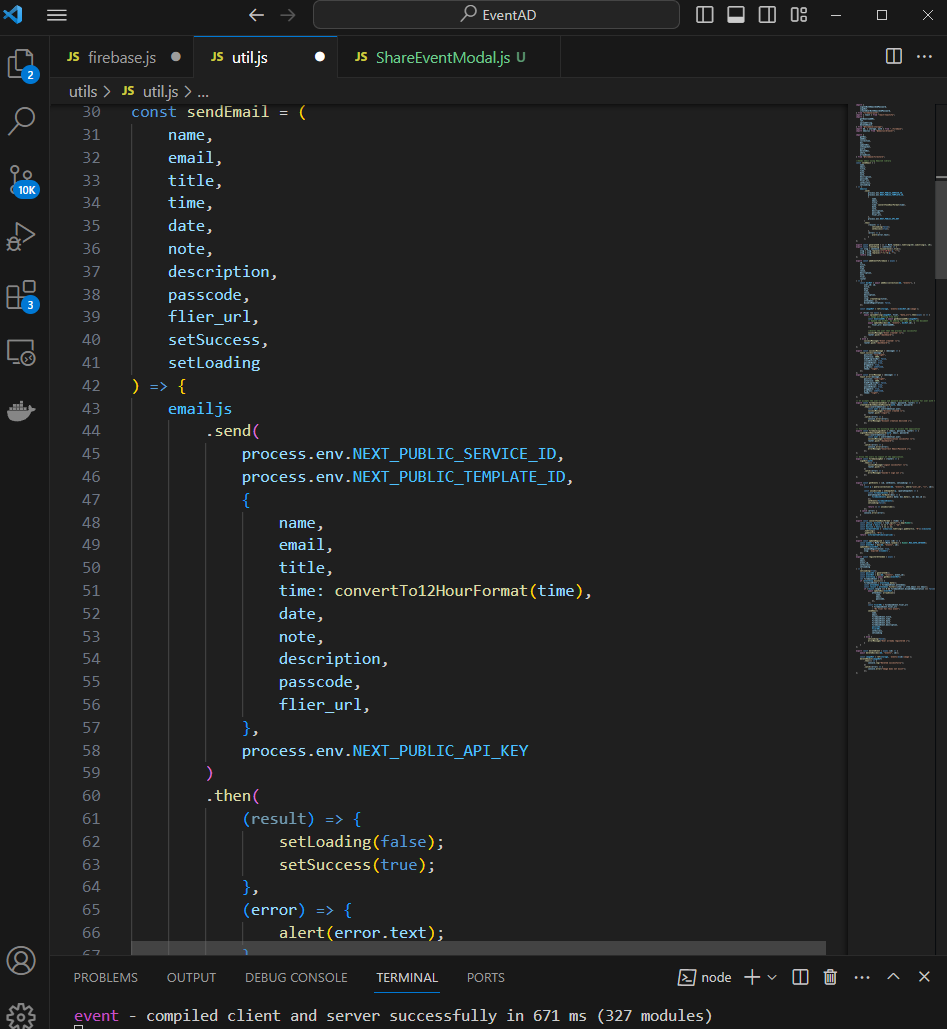 EventAD
JS firebase.js
JS util.js
JS ShareEventModal.js U
utils > JS util.js > ...
2
10K
3
30 const sendEmail = (
31 name,
32 email,
33 title,
34 time,
35 date,
36 note,
37 description,
38 passcode,
39 flier_url,
40 setSuccess,
41 setLoading
42 ) => {
43 emailjs
44 .send(
45 process.env.NEXT_PUBLIC_SERVICE_ID,
46 process.env.NEXT_PUBLIC_TEMPLATE_ID,
47 {
48 name,
49 email,
50 title,
51 time: convertTo12HourFormat(time),
52 date,
53 note,
54 description,
55 passcode,
56 flier_url,
57 },
58 process.env.NEXT_PUBLIC_API_KEY
59 )
60 .then(
61 (result) => {
62 setLoading(false);
63 setSuccess(true);
64 },
65 (error) => {
66 alert(error.text);
67 }
PROBLEMS OUTPUT DEBUG CONSOLE TERMINAL PORTS node
event - compiled client and server successfully in 671 ms (327 modules)